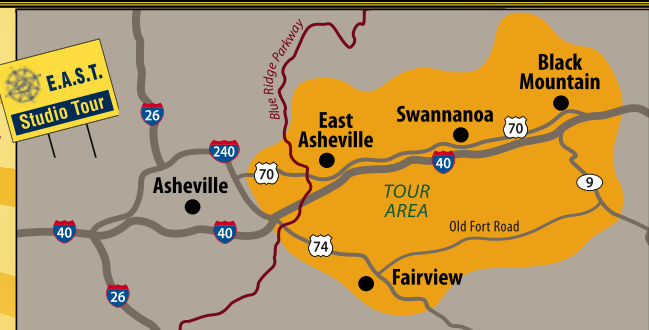 E.A.S.T.
Studio Tour
Blue Ridge Parkway
Black
Mountain
East
Asheville
Swannanoa
70
26
240
70
40
Asheville
TOUR
AREA
9
40
40
74
Old Fort Road
Fairview
26